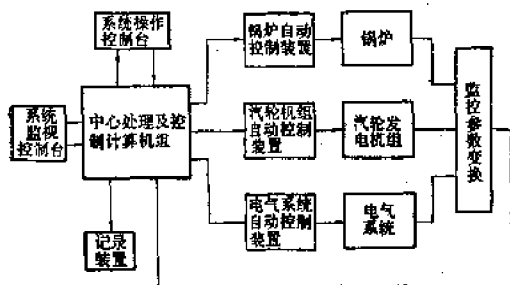 系统操作
控制台
锅炉自动
控制装置
锅炉
系统
监视
控制台
中心处理及控
制计算机组
汽轮机组
自动控制
装置
汽轮发
电机组
监控参数变换
记录
装置
电气系统
自动控制
装置
电气
系统